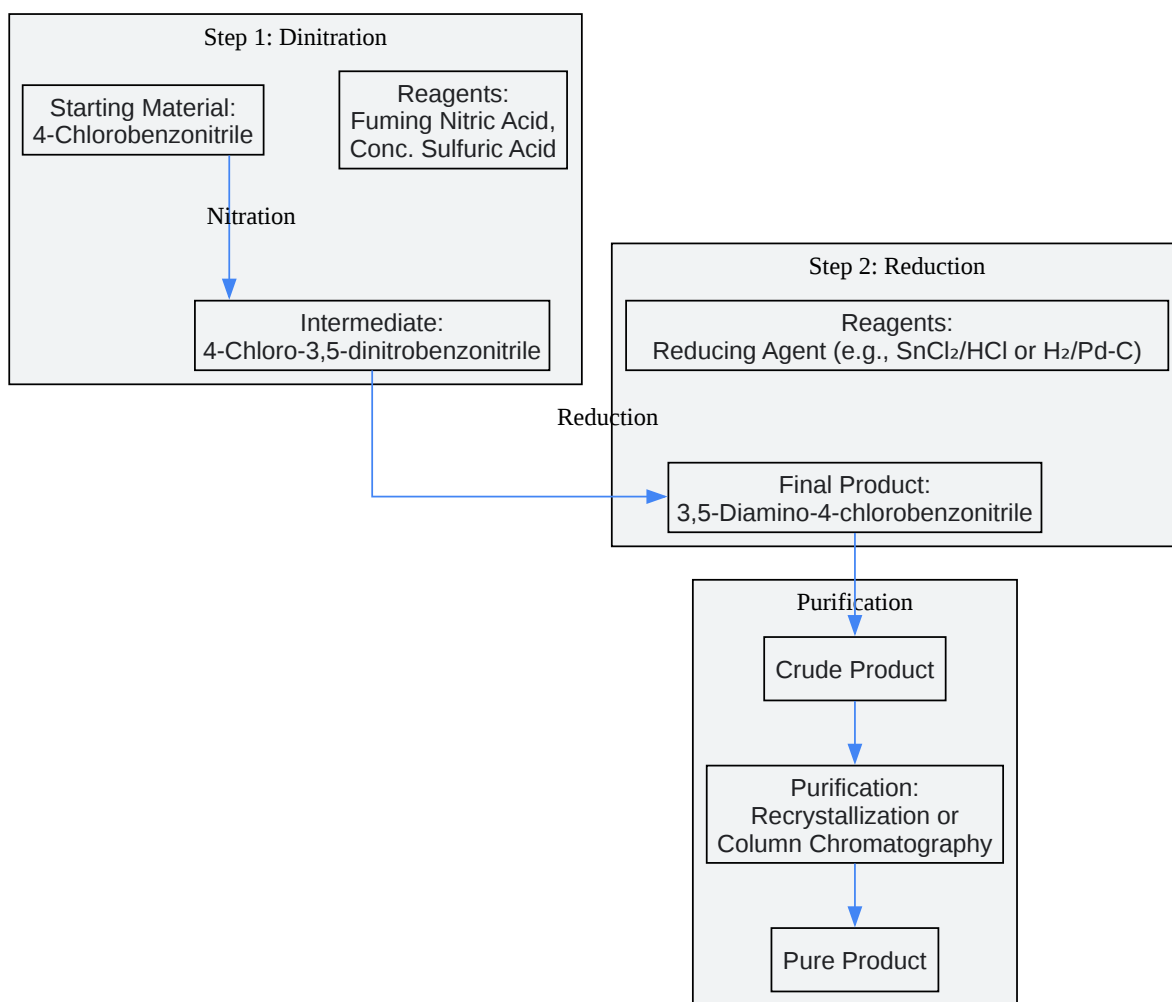 Step 1: Dinitration
Starting Material:
4-Chlorobenzonitrile
Reagents:
Fuming Nitric Acid,
Conc. Sulfuric Acid
Nitration
Intermediate:
4-Chloro-3,5-dinitrobenzonitrile
Step 2: Reduction
Reagents:
Reducing Agent (e.g., SnCl₂/HCl or H₂/Pd-C)
Reduction
Final Product:
3,5-Diamino-4-chlorobenzonitrile
Purification
Crude Product
Purification:
Recrystallization or
Column Chromatography
Pure Product